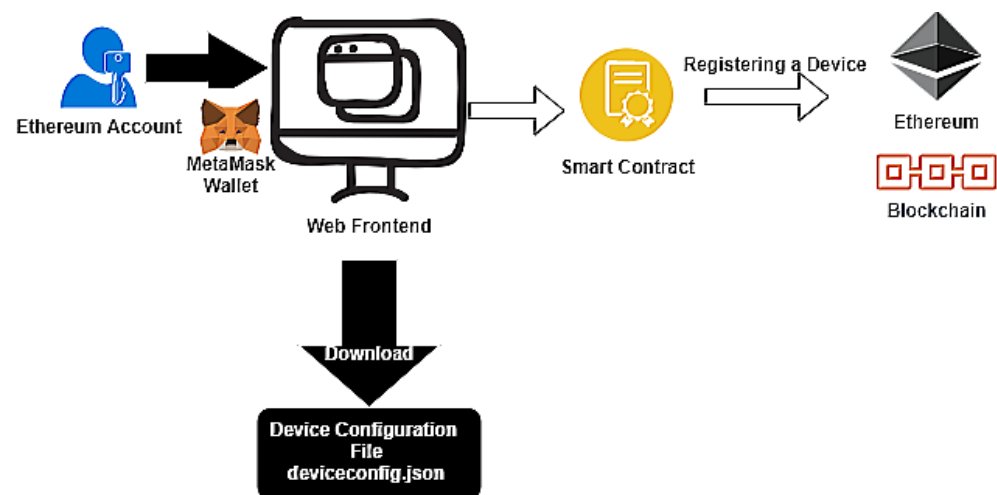 Ethereum Account
MetaMask
Wallet
Web Frontend
Smart Contract
Registering a Device
Ethereum
Blockchain
Download
Device Configuration
File
deviceconfig.json